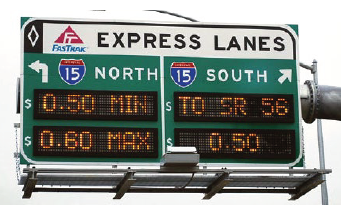 FASTRAK EXPRESS LANES
15 NORTH
$ 0.50 MIN
$ 0.60 MAX
15 SOUTH
$ TO SR 56
$ 0.50